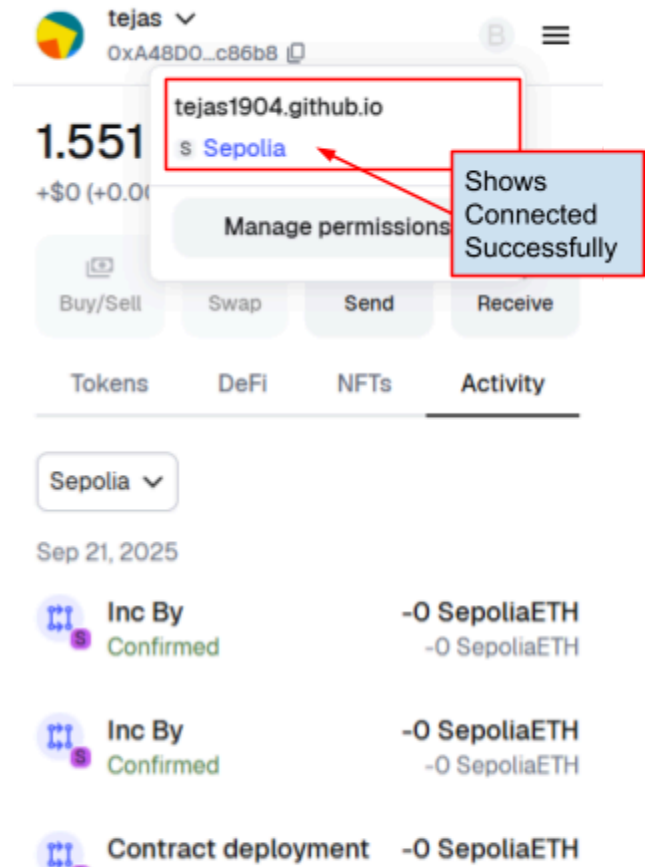 tejas
0xA48D0...c86b8
B
tejas1904.github.io
1.551
S Sepolia
+$0 (+0.00
Shows
Connected
Successfully
Manage permissions
Buy/Sell Swap Send Receive
Tokens DeFi NFTs Activity
Sepolia
Sep 21, 2025
Inc By -0 SepoliaETH
S
Confirmed -0 SepoliaETH
Inc By -0 SepoliaETH
S
Confirmed -0 SepoliaETH
Contract deployment -0 SepoliaETH